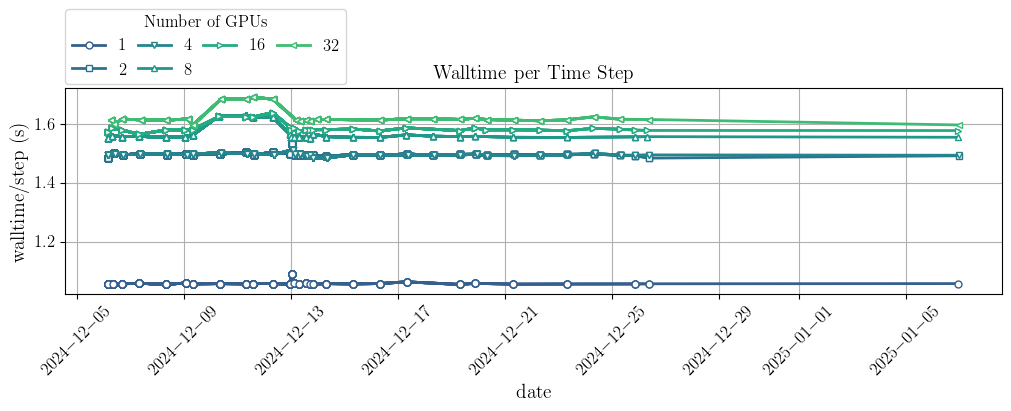 Number of GPUs
1 4 16 32
2 8
Walltime per Time Step
walltime/step (s)
1.6
1.4
1.2
2024−12−05 2024−12−09 2024−12−13 2024−12−17 2024−12−21 2024−12−25 2024−12−29 2025−01−01 2025−01−05
date